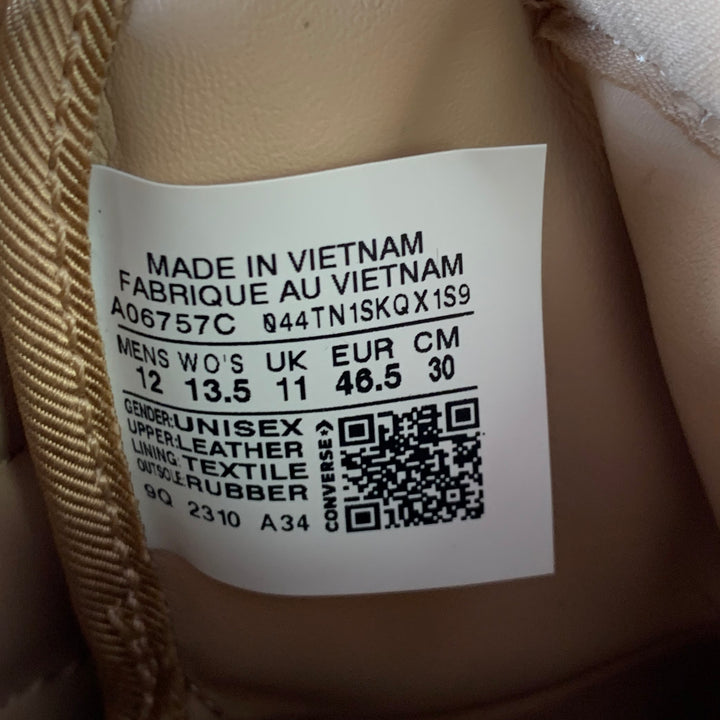 MADE IN VIETNAM
FABRIQUE AU VIETNAM
A06757C 044TN1SKQX1S9
MENS WO'S UK EUR CM
12 13.5 11 46.5 30
GENDER:UNISEX
UPPER:LEATHER
LINING:TEXTILE
OUTSOLE:RUBBER
9Q 2310 A34
CONVERSE